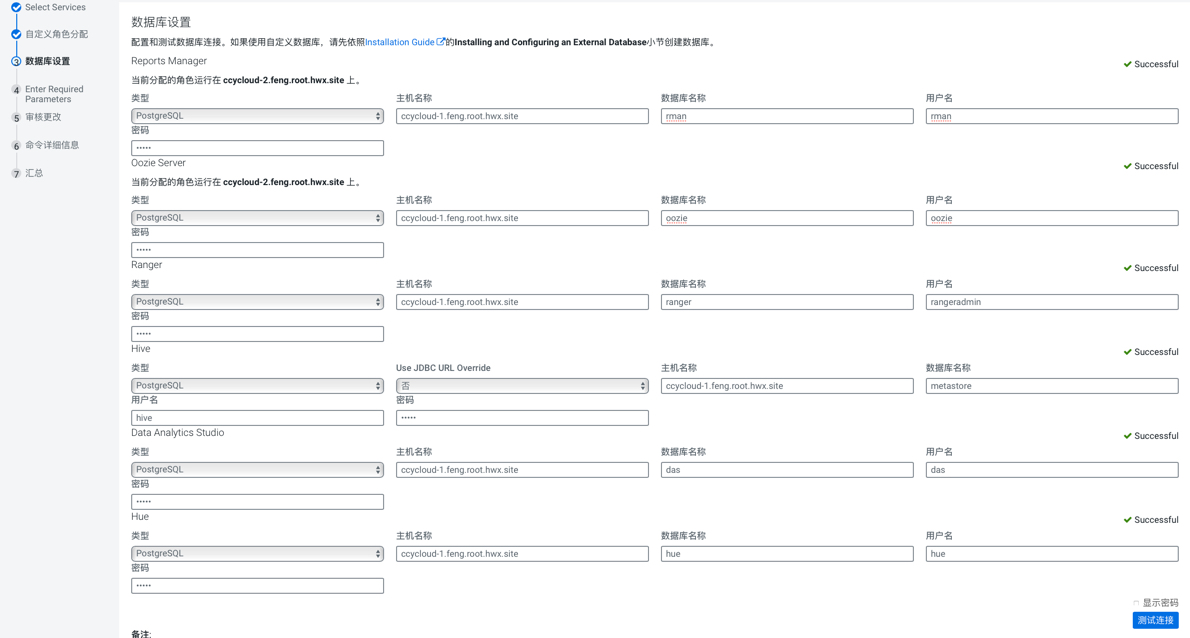 Select Services
自定义角色分配
3 数据库设置
4 Enter Required
Parameters
5 审核更改
6 命令详细信息
7 汇总
数据库设置
配置和测试数据库连接。如果使用自定义数据库，请先依照Installation Guide的Installing and Configuring an External Database小节创建数据库。
Reports Manager
Successful
当前分配的角色运行在 ccycloud-2.feng.root.hwx.site 上。
类型 主机名称 数据库名称 用户名
PostgreSQL ccycloud-1.feng.root.hwx.site rman rman
密码
•••••
Oozie Server
Successful
当前分配的角色运行在 ccycloud-2.feng.root.hwx.site 上。
类型 主机名称 数据库名称 用户名
PostgreSQL ccycloud-1.feng.root.hwx.site oozie oozie
密码
•••••
Ranger
Successful
类型 主机名称 数据库名称 用户名
PostgreSQL ccycloud-1.feng.root.hwx.site ranger rangeradmin
密码
•••••
Hive
Successful
类型 Use JDBC URL Override 主机名称 数据库名称
PostgreSQL 否 ccycloud-1.feng.root.hwx.site metastore
用户名 密码
hive •••••
Data Analytics Studio
Successful
类型 主机名称 数据库名称 用户名
PostgreSQL ccycloud-1.feng.root.hwx.site das das
密码
•••••
Hue
Successful
类型 主机名称 数据库名称 用户名
PostgreSQL ccycloud-1.feng.root.hwx.site hue hue
密码
•••••
显示密码
测试连接
备注: